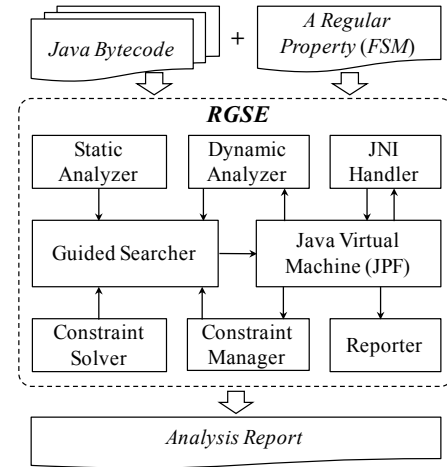 Java Bytecode
+
A Regular
Property (FSM)
RGSE
Static
Analyzer
Dynamic
Analyzer
JNI
Handler
Guided Searcher
Java Virtual
Machine (JPF)
Constraint
Solver
Constraint
Manager
Reporter
Analysis Report